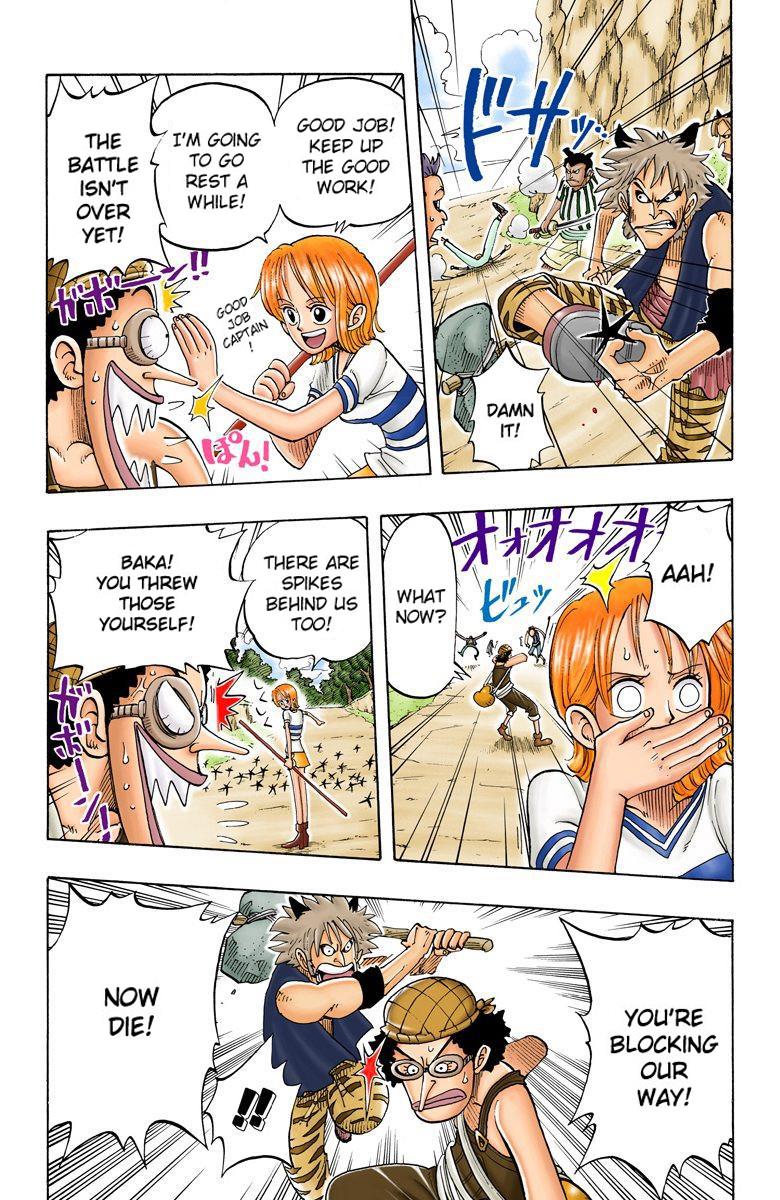 ドサッ
DAMN
IT!
GOOD JOB!
KEEP UP
THE GOOD
WORK!
I'M GOING
TO GO
REST A
WHILE!
GOOD
JOB
CAPTAIN
!
ぱん!
THE
BATTLE
ISN'T
OVER
YET!
ガボーン!!
AAH!
オオオオオ
ビュッ
WHAT
NOW?
THERE ARE
SPIKES
BEHIND US
TOO!
BAKA!
YOU THREW
THOSE
YOURSELF!
ガボーン!
YOU'RE
BLOCKING
OUR
WAY!
!!
NOW
DIE!